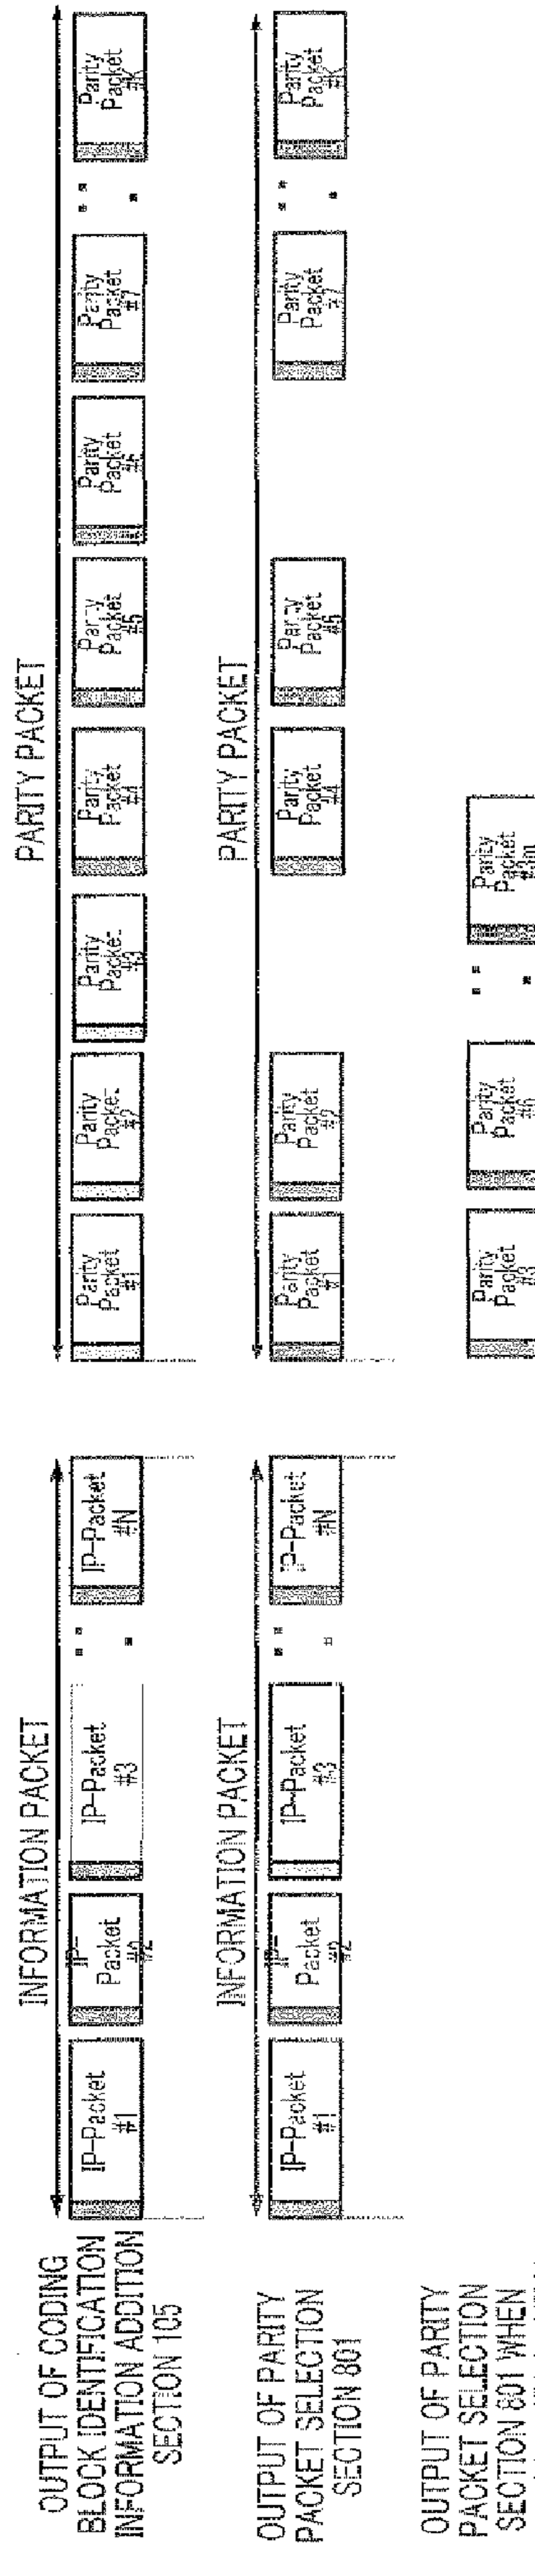 OUTPUT OF CODING
BLOCK IDENTIFICATION
INFORMATION ADDITION
SECTION 105
INFORMATION PACKET
IP-Packet
#1
IP-
Packet
#2
IP-Packet
#3
IP-Packet
#N
PARITY PACKET
Parity
Packet
#1
Parity
Packet
#2
Parity
Packet
#3
Parity
Packet
#4
Parity
Packet
#5
Parity
Packet
#6
Parity
Packet
#7
Parity
Packet
#K
OUTPUT OF PARITY
PACKET SELECTION
SECTION 801
INFORMATION PACKET
IP-Packet
#1
IP-
Packet
#2
IP-Packet
#3
IP-Packet
#N
PARITY PACKET
Parity
Packet
#1
Parity
Packet
#2
Parity
Packet
#4
Parity
Packet
#5
Parity
Packet
#7
Parity
Packet
#K
OUTPUT OF PARITY
PACKET SELECTION
SECTION 801 WHEN
Parity
Packet
#3
Parity
Packet
#6
Parity
Packet
#3m